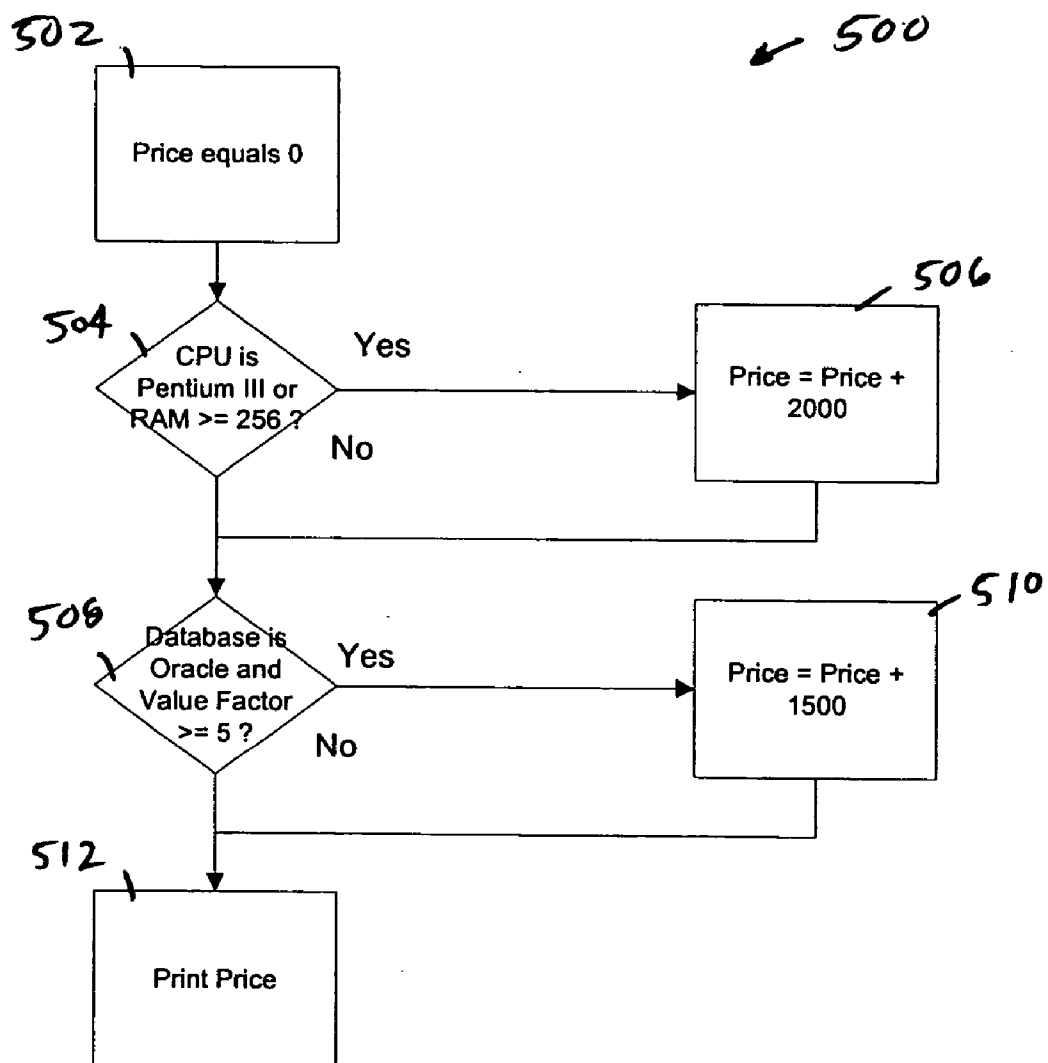 502
500
Price equals 0
504
CPU is
Pentium III or
RAM >= 256 ?
Yes
No
506
Price = Price +
2000
508
Database is
Oracle and
Value Factor
>= 5 ?
Yes
No
510
Price = Price +
1500
512
Print Price